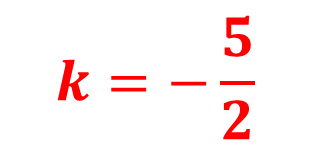 k = −5/2